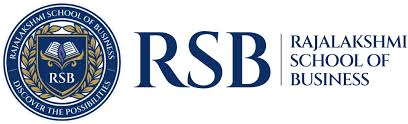 RAJALAKSHMI SCHOOL OF BUSINESS
RSB
DISCOVER THE POSSIBILITIES
RSB
RAJALAKSHMI
SCHOOL OF
BUSINESS